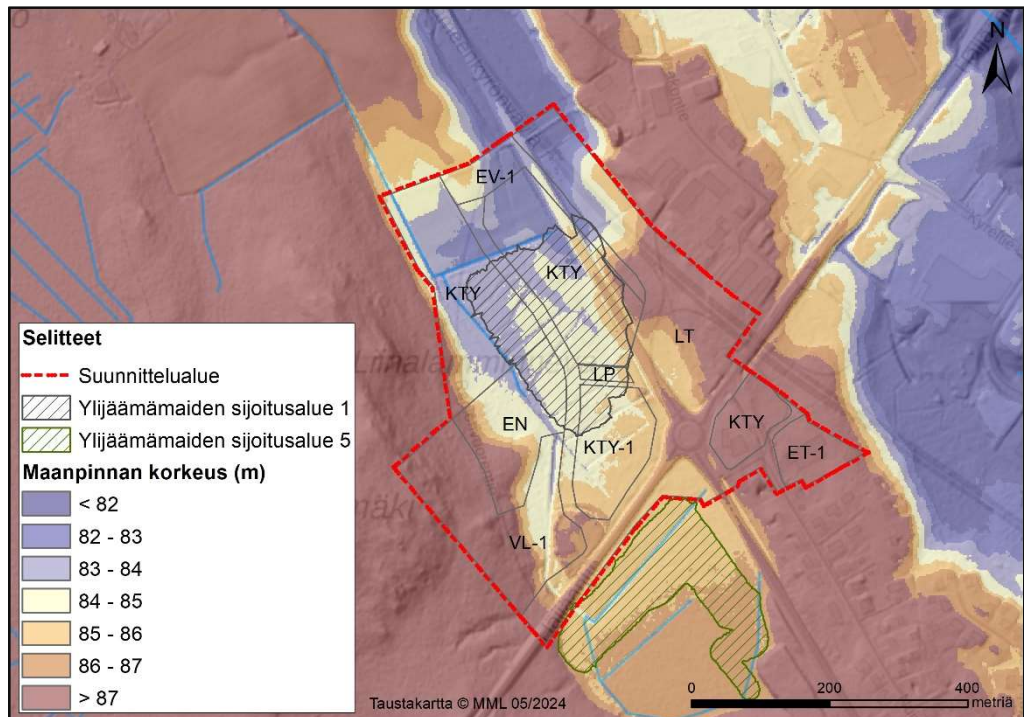 N
EV-1
KTY
KTY
LT
LP
KTY
EN
KTY-1
ET-1
VL-1
Selitteet
Suunnittelualue
Ylijäämämaiden sijoitusalue 1
Ylijäämämaiden sijoitusalue 5
Maanpinnan korkeus (m)
< 82
82 - 83
83 - 84
84 - 85
85 - 86
86 - 87
> 87
Taustakartta © MML 05/2024
0 200 400
metriä